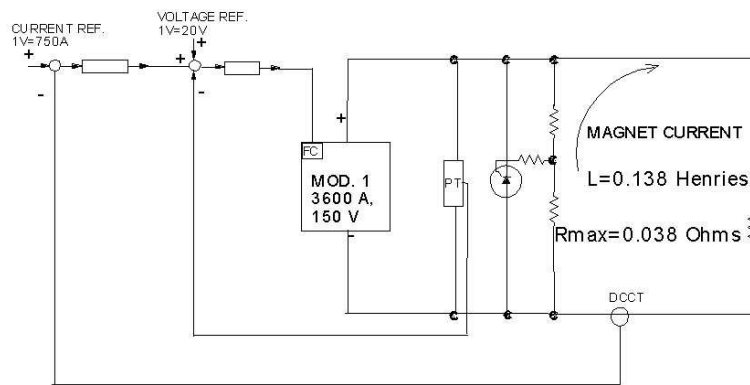 VOLTAGE REF.
1V=20V
CURRENT REF.
1V=750A
+
+
+
-
-
+
FC
MOD. 1
3600 A,
150 V
-
PT
MAGNET CURRENT
L=0.138 Henries
Rmax=0.038 Ohms
DCCT